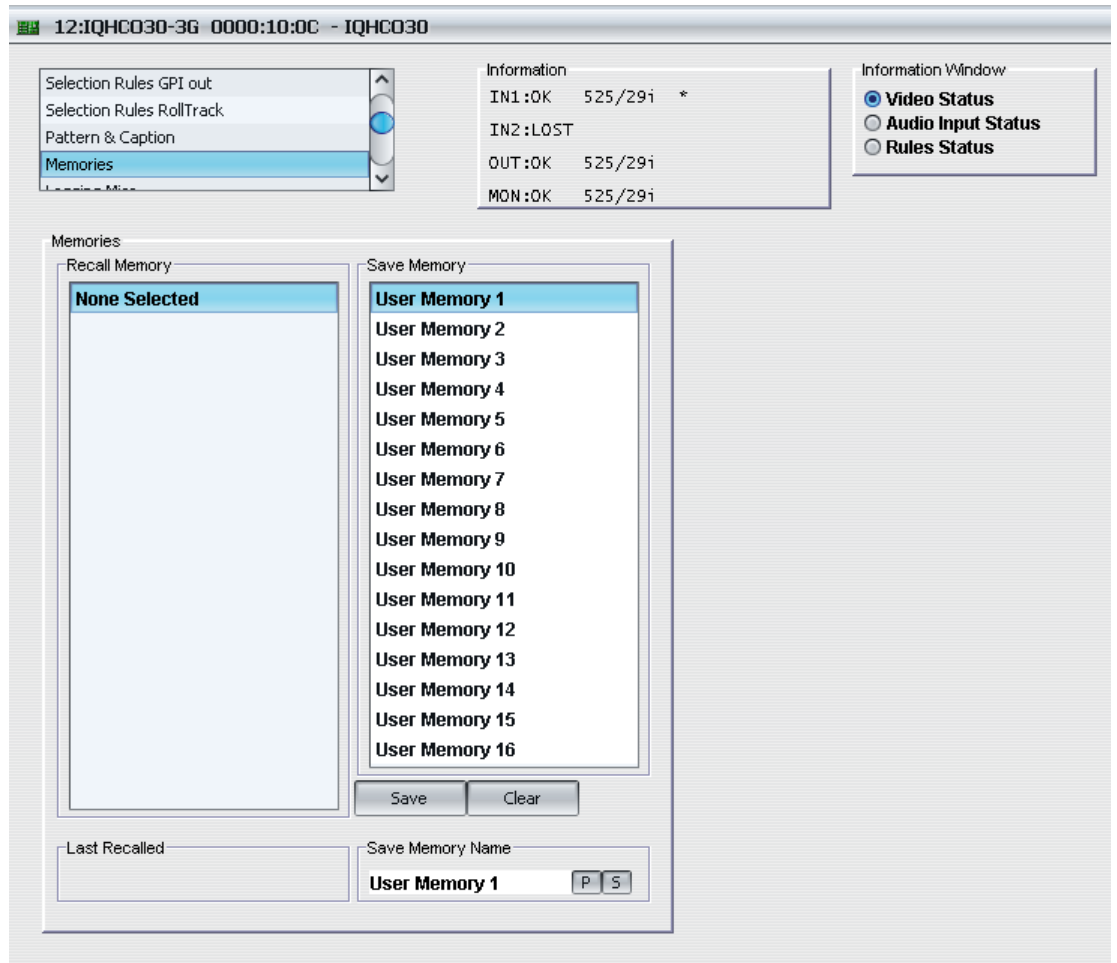 12:IQHCO30-3G 0000:10:0C - IQHCO30
Selection Rules GPI out
Selection Rules RollTrack
Pattern & Caption
Memories
Logging Misc
Information
IN1:OK 525/29i *
IN2:LOST
OUT:OK 525/29i
MON:OK 525/29i
Information Window
Video Status
Audio Input Status
Rules Status
Memories
Recall Memory
None Selected
Save Memory
User Memory 1
User Memory 2
User Memory 3
User Memory 4
User Memory 5
User Memory 6
User Memory 7
User Memory 8
User Memory 9
User Memory 10
User Memory 11
User Memory 12
User Memory 13
User Memory 14
User Memory 15
User Memory 16
Save Clear
Last Recalled
Save Memory Name
User Memory 1 P S